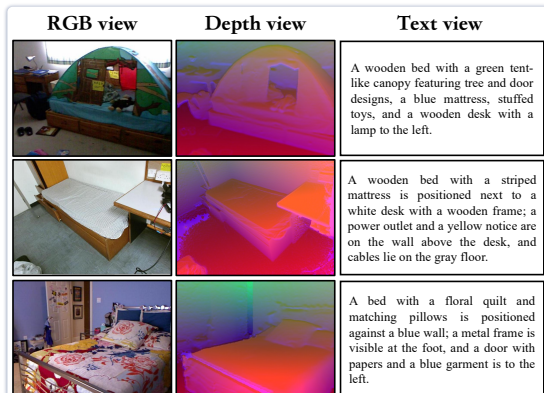 RGB view
Depth view
Text view
A wooden bed with a green tent-
like canopy featuring tree and door
designs, a blue mattress, stuffed
toys, and a wooden desk with a
lamp to the left.
A wooden bed with a striped
mattress is positioned next to a
white desk with a wooden frame; a
power outlet and a yellow notice are
on the wall above the desk, and
cables lie on the gray floor.
A bed with a floral quilt and
matching pillows is positioned
against a blue wall; a metal frame is
visible at the foot, and a door with
papers and a blue garment is to the
left.